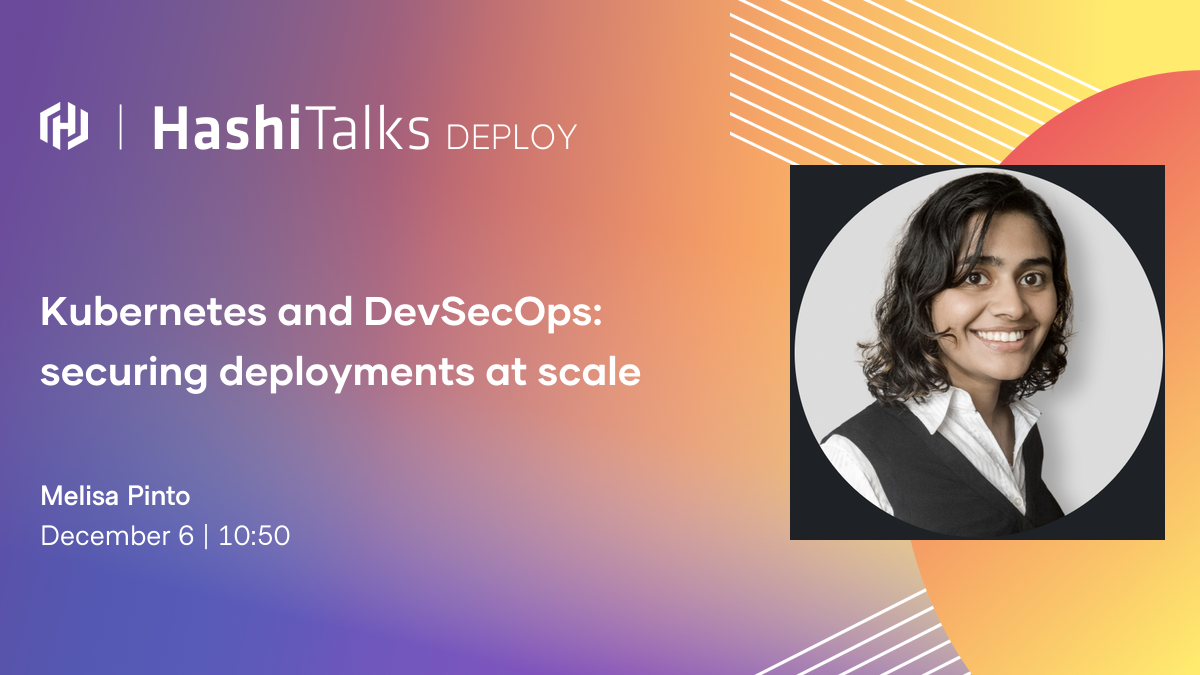 HashiTalks DEPLOY
Kubernetes and DevSecOps:
securing deployments at scale
Melisa Pinto
December 6 | 10:50